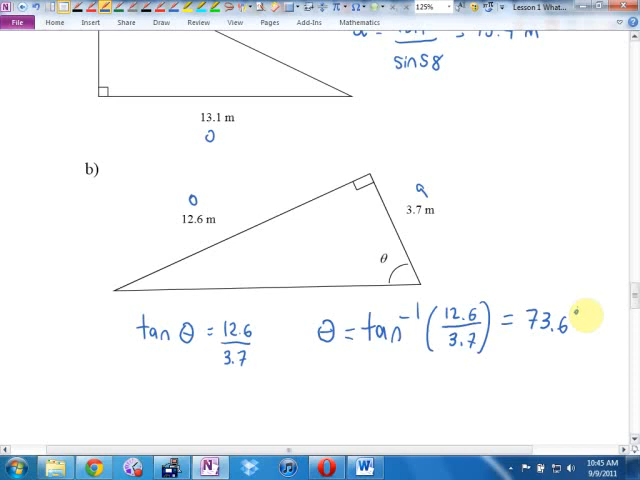 125%
Lesson 1 What...
File Home Insert Share Draw Review View Add-Ins Mathematics
sin58
13.1 m
O
b)
O
a
12.6 m
3.7 m
θ
tan θ = 12.6
3.7
θ = tan⁻¹ (12.6
3.7) = 73.6°
10:45 AM
9/9/2011